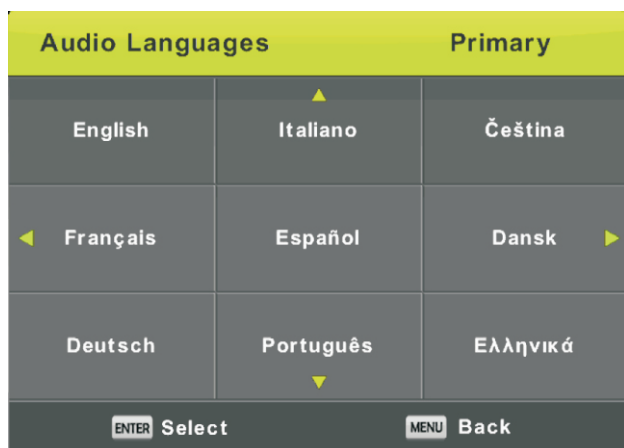 Audio Languages Primary
English Italiano Čeština
Français Español Dansk
Deutsch Português Ελληνικά
ENTER Select MENU Back